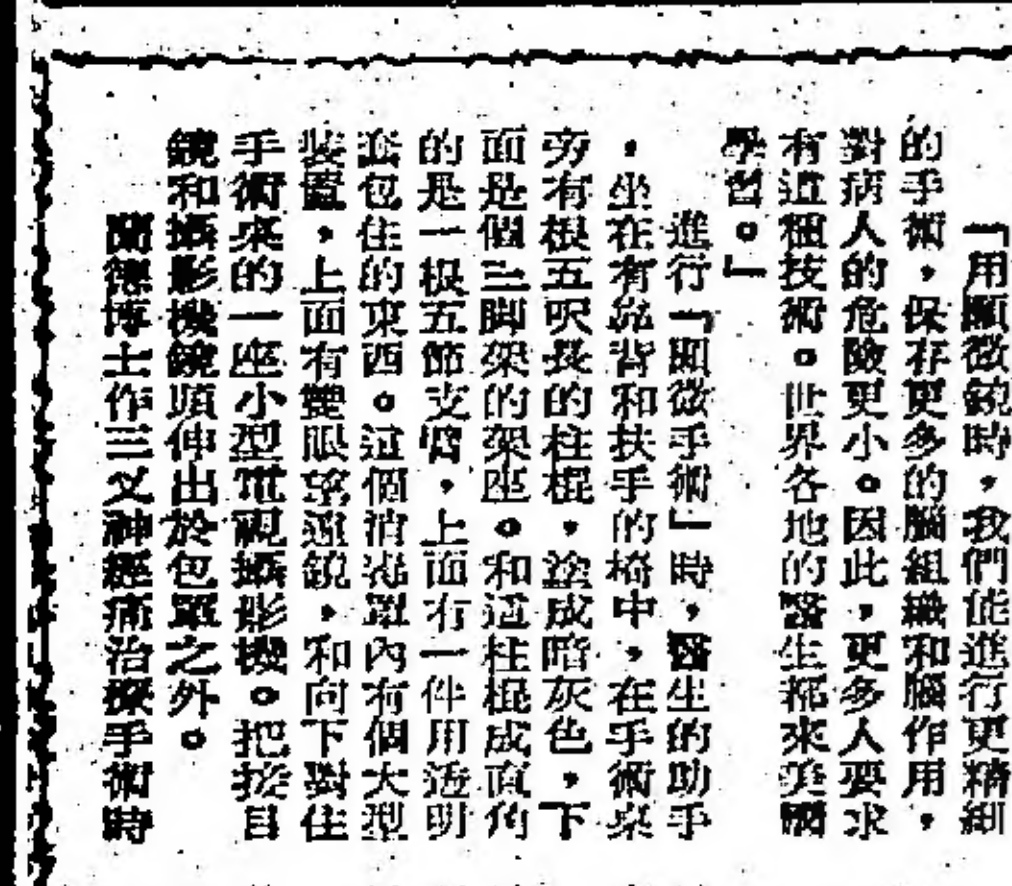 「用顯微鏡時，我們能進行更精細
的手術，保存更多的腦組織和腦作用，
對病人的危險更小。因此，更多人要求
有這種技術。世界各地的醫生都來美國
學習。」
進行「顯微手術」時，醫生的助手
，坐在有靠背和扶手的椅中，在手術桌
旁有根五呎長的柱棍，塗成暗灰色，下
面是個三脚架的架座。和這柱棍成直角
的是一根五節支臂，上面有一件用透明
套包住的東西。這個消毒罩內有個大型
裝置，上面有雙眼望遠鏡，和向下對住
手術桌的一座小型電視攝影機。把接目
鏡和攝影機鏡頭伸出於包罩之外。
蘭德博士作三叉神經痛治療手術時